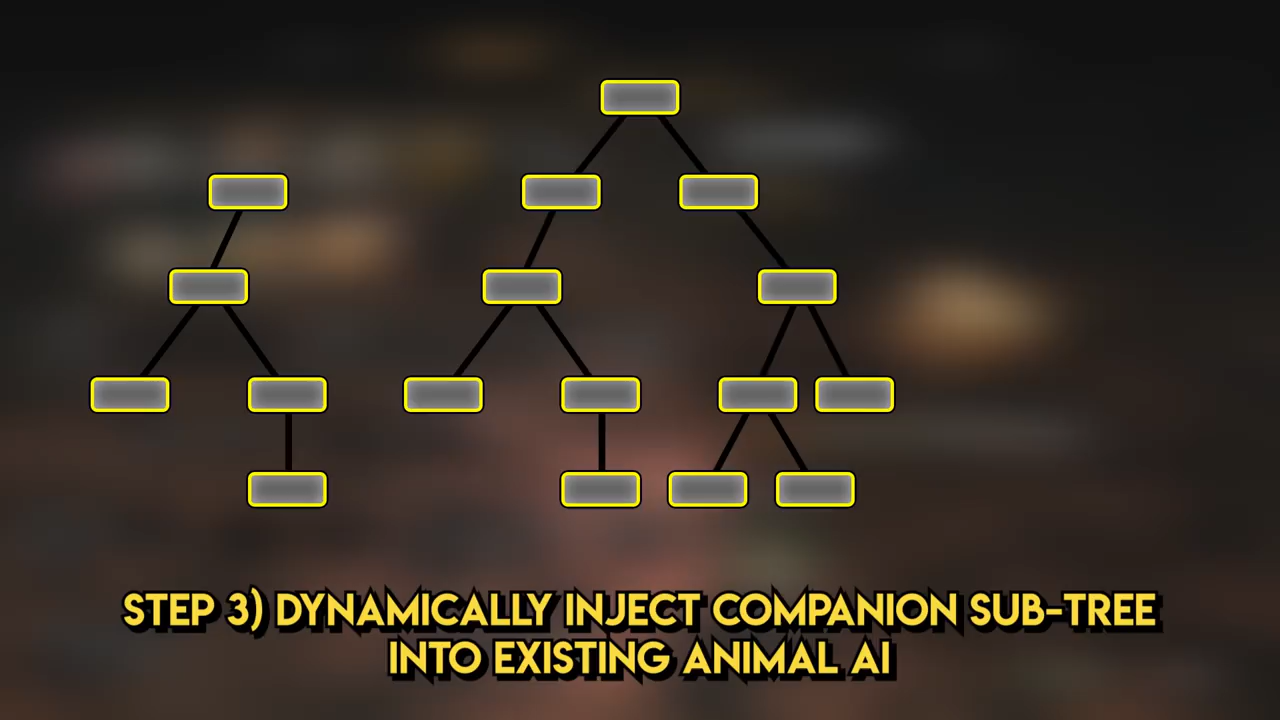 STEP 3) DYNAMICALLY INJECT COMPANION SUB-TREE
INTO EXISTING ANIMAL AI